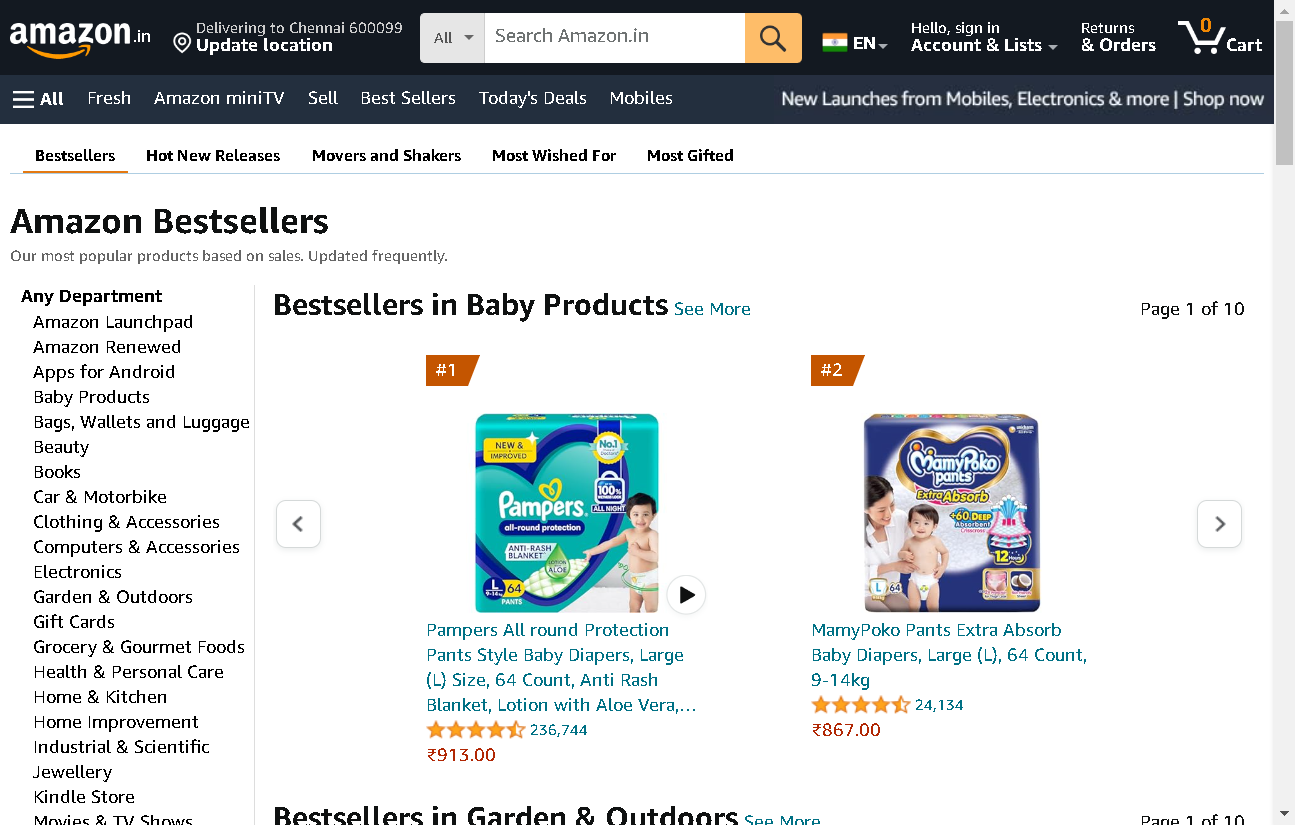 amazon.in
Delivering to Chennai 600099
Update location
All
Search Amazon.in
EN
Hello, sign in
Account & Lists
Returns
& Orders
0
Cart
All
Fresh
Amazon miniTV
Sell
Best Sellers
Today's Deals
Mobiles
New Launches from Mobiles, Electronics & more | Shop now
Bestsellers
Hot New Releases
Movers and Shakers
Most Wished For
Most Gifted
Amazon Bestsellers
Our most popular products based on sales. Updated frequently.
Any Department
Amazon Launchpad
Amazon Renewed
Apps for Android
Baby Products
Bags, Wallets and Luggage
Beauty
Books
Car & Motorbike
Clothing & Accessories
Computers & Accessories
Electronics
Garden & Outdoors
Gift Cards
Grocery & Gourmet Foods
Health & Personal Care
Home & Kitchen
Home Improvement
Industrial & Scientific
Jewellery
Kindle Store
Movies & TV Shows
Bestsellers in Baby Products See More
Page 1 of 10
#1
NEW &
IMPROVED
No.1
100%
ALL NIGHT
Pampers
all-round protection
ANTI-RASH
BLANKET
LOTION
ALOE
L
9-14kg
64
PANTS
Pampers All round Protection
Pants Style Baby Diapers, Large
(L) Size, 64 Count, Anti Rash
Blanket, Lotion with Aloe Vera,...
236,744
₹913.00
#2
MamyPoko
pants
Extra Absorb
+60% DEEP
Absorbent
Crisscross
12 Hours
L
64
MamyPoko Pants Extra Absorb
Baby Diapers, Large (L), 64 Count,
9-14kg
24,134
₹867.00
Bestsellers in Garden & Outdoors See More
Page 1 of 10